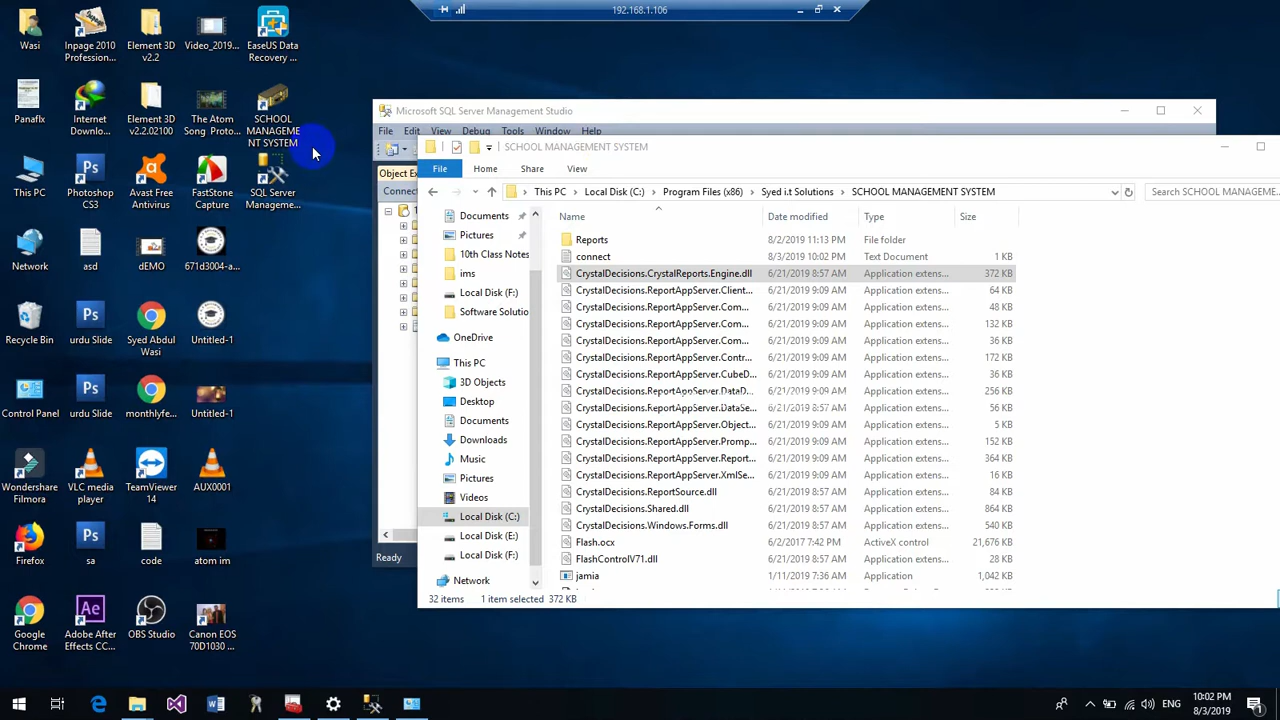 192.168.1.106
Wasi
Inpage 2010
Professional...
Element 3D
v2.2
Video_2019...
EaseUS Data
Recovery ...
Panaflx
Internet
Downlo...
Element 3D
v2.2.02100
The Atom
Song_Proto...
SCHOOL
MANAGEME
NT SYSTEM
This PC
Photoshop
CS3
Avast Free
Antivirus
FastStone
Capture
SQL Server
Manageme...
Network
asd
dEMO
671d3004-a...
Recycle Bin
urdu Slide
Syed Abdul
Wasi
Untitled-1
Control Panel
urdu Slide
monthlyfe...
Untitled-1
Wondershare
Filmora
VLC media
player
TeamViewer
14
AUX0001
Firefox
sa
code
atom im
Google
Chrome
Adobe After
Effects CC...
OBS Studio
Canon EOS
70D1030 ...
Microsoft SQL Server Management Studio
File Edit View Debug Tools Window Help
Object Ex
Connect
Ready
SCHOOL MANAGEMENT SYSTEM
File Home Share View
This PC Local Disk (C:) Program Files (x86) Syed i.t Solutions SCHOOL MANAGEMENT SYSTEM
Search SCHOOL MANAGEME...
Documents
Pictures
10th Class Notes
ims
Local Disk (F:)
Software Solutio
OneDrive
This PC
3D Objects
Desktop
Documents
Downloads
Music
Pictures
Videos
Local Disk (C:)
Local Disk (E:)
Local Disk (F:)
Network
Name Date modified Type Size
Reports 8/2/2019 11:13 PM File folder
connect 8/3/2019 10:02 PM Text Document 1 KB
CrystalDecisions.CrystalReports.Engine.dll 6/21/2019 8:57 AM Application extens... 372 KB
CrystalDecisions.ReportAppServer.Client... 6/21/2019 9:09 AM Application extens... 64 KB
CrystalDecisions.ReportAppServer.Com... 6/21/2019 9:09 AM Application extens... 48 KB
CrystalDecisions.ReportAppServer.Com... 6/21/2019 9:09 AM Application extens... 132 KB
CrystalDecisions.ReportAppServer.Com... 6/21/2019 9:09 AM Application extens... 36 KB
CrystalDecisions.ReportAppServer.Contr... 6/21/2019 9:09 AM Application extens... 172 KB
CrystalDecisions.ReportAppServer.CubeD... 6/21/2019 9:09 AM Application extens... 36 KB
CrystalDecisions.ReportAppServer.DataD... 6/21/2019 9:09 AM Application extens... 256 KB
CrystalDecisions.ReportAppServer.DataSe... 6/21/2019 8:57 AM Application extens... 56 KB
CrystalDecisions.ReportAppServer.Object... 6/21/2019 9:09 AM Application extens... 236 KB
CrystalDecisions.ReportAppServer.Promp... 6/21/2019 9:09 AM Application extens... 152 KB
CrystalDecisions.ReportAppServer.Report... 6/21/2019 9:09 AM Application extens... 364 KB
CrystalDecisions.ReportAppServer.XmlSe... 6/21/2019 9:09 AM Application extens... 16 KB
CrystalDecisions.ReportSource.dll 6/21/2019 8:57 AM Application extens... 84 KB
CrystalDecisions.Shared.dll 6/21/2019 8:57 AM Application extens... 864 KB
CrystalDecisions.Windows.Forms.dll 6/21/2019 8:57 AM Application extens... 540 KB
Flash.ocx 6/2/2017 7:42 PM ActiveX control 21,676 KB
FlashControlV71.dll 6/21/2019 8:57 AM Application extens... 28 KB
jamia 1/11/2019 7:36 AM Application 1,042 KB
32 items 1 item selected 372 KB
ENG
10:02 PM
8/3/2019